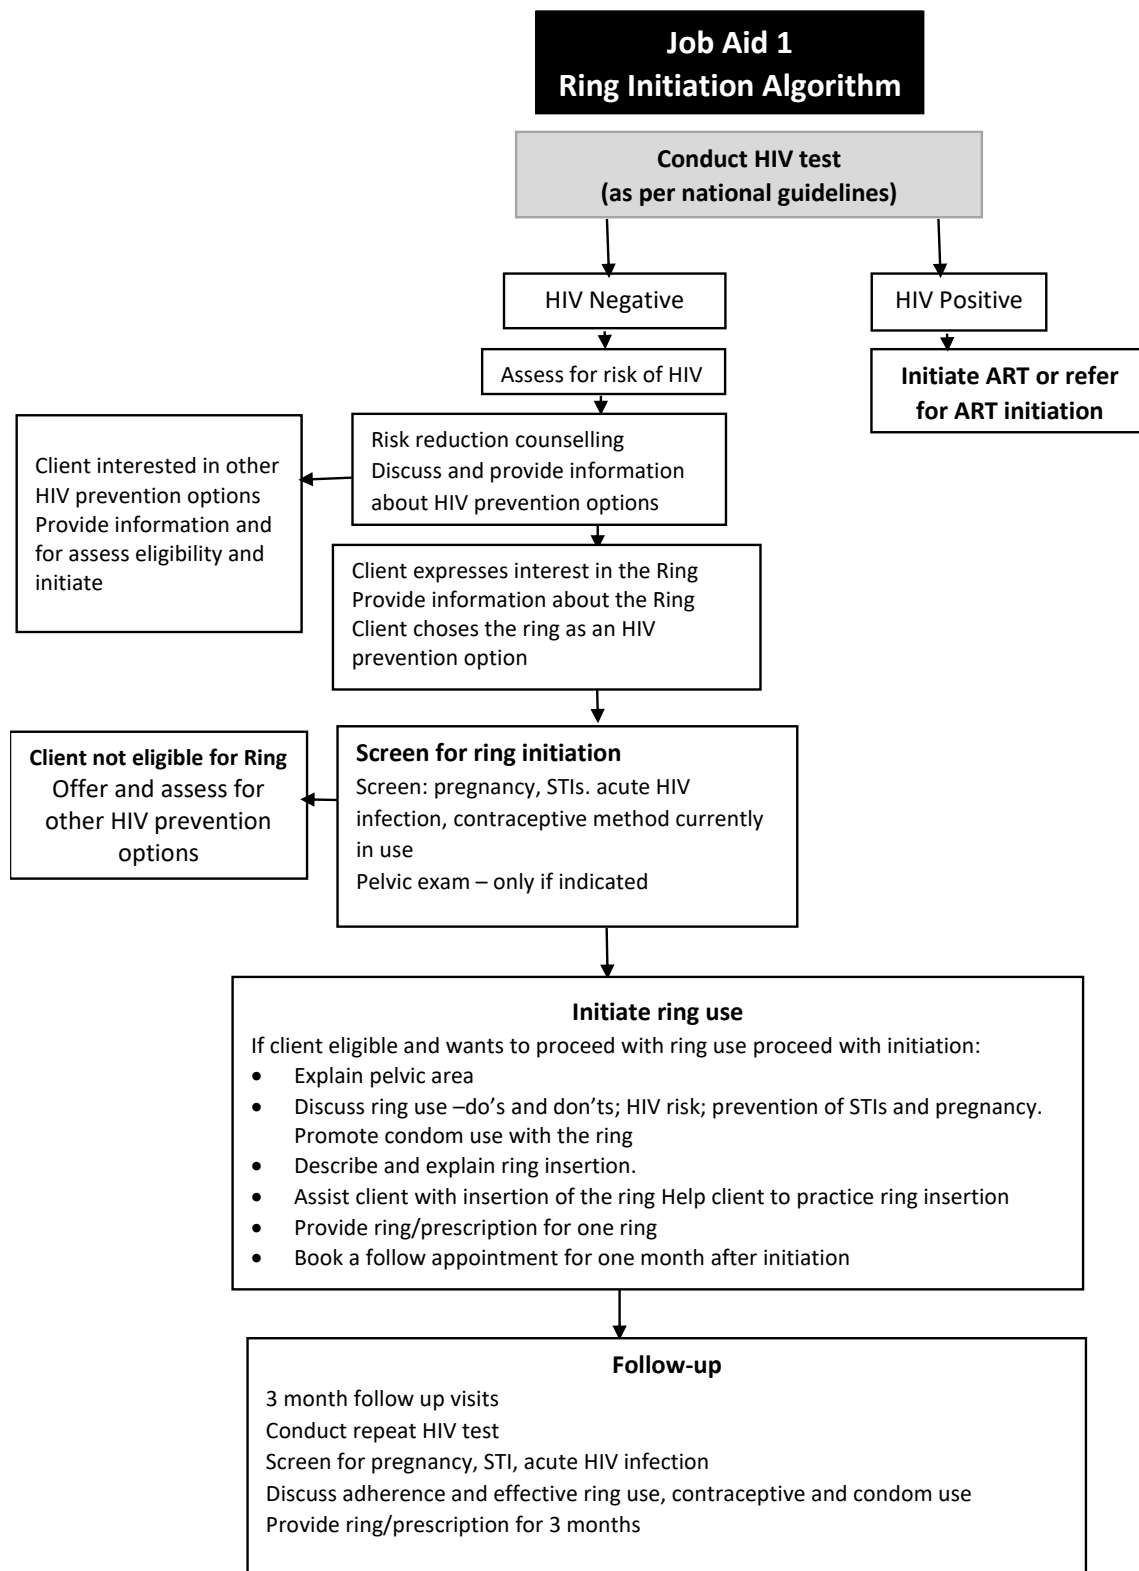 Job Aid 1
Ring Initiation Algorithm
Conduct HIV test
(as per national guidelines)
HIV Negative
HIV Positive
Assess for risk of HIV
Initiate ART or refer
for ART initiation
Risk reduction counselling
Discuss and provide information
about HIV prevention options
Client interested in other
HIV prevention options
Provide information and
for assess eligibility and
initiate
Client expresses interest in the Ring
Provide information about the Ring
Client choses the ring as an HIV
prevention option
Screen for ring initiation
Screen: pregnancy, STIs. acute HIV
infection, contraceptive method currently
in use
Pelvic exam – only if indicated
Client not eligible for Ring
Offer and assess for
other HIV prevention
options
Initiate ring use
If client eligible and wants to proceed with ring use proceed with initiation:
• Explain pelvic area
• Discuss ring use –do’s and don’ts; HIV risk; prevention of STIs and pregnancy.
Promote condom use with the ring
• Describe and explain ring insertion.
• Assist client with insertion of the ring Help client to practice ring insertion
• Provide ring/prescription for one ring
• Book a follow appointment for one month after initiation
Follow-up
3 month follow up visits
Conduct repeat HIV test
Screen for pregnancy, STI, acute HIV infection
Discuss adherence and effective ring use, contraceptive and condom use
Provide ring/prescription for 3 months